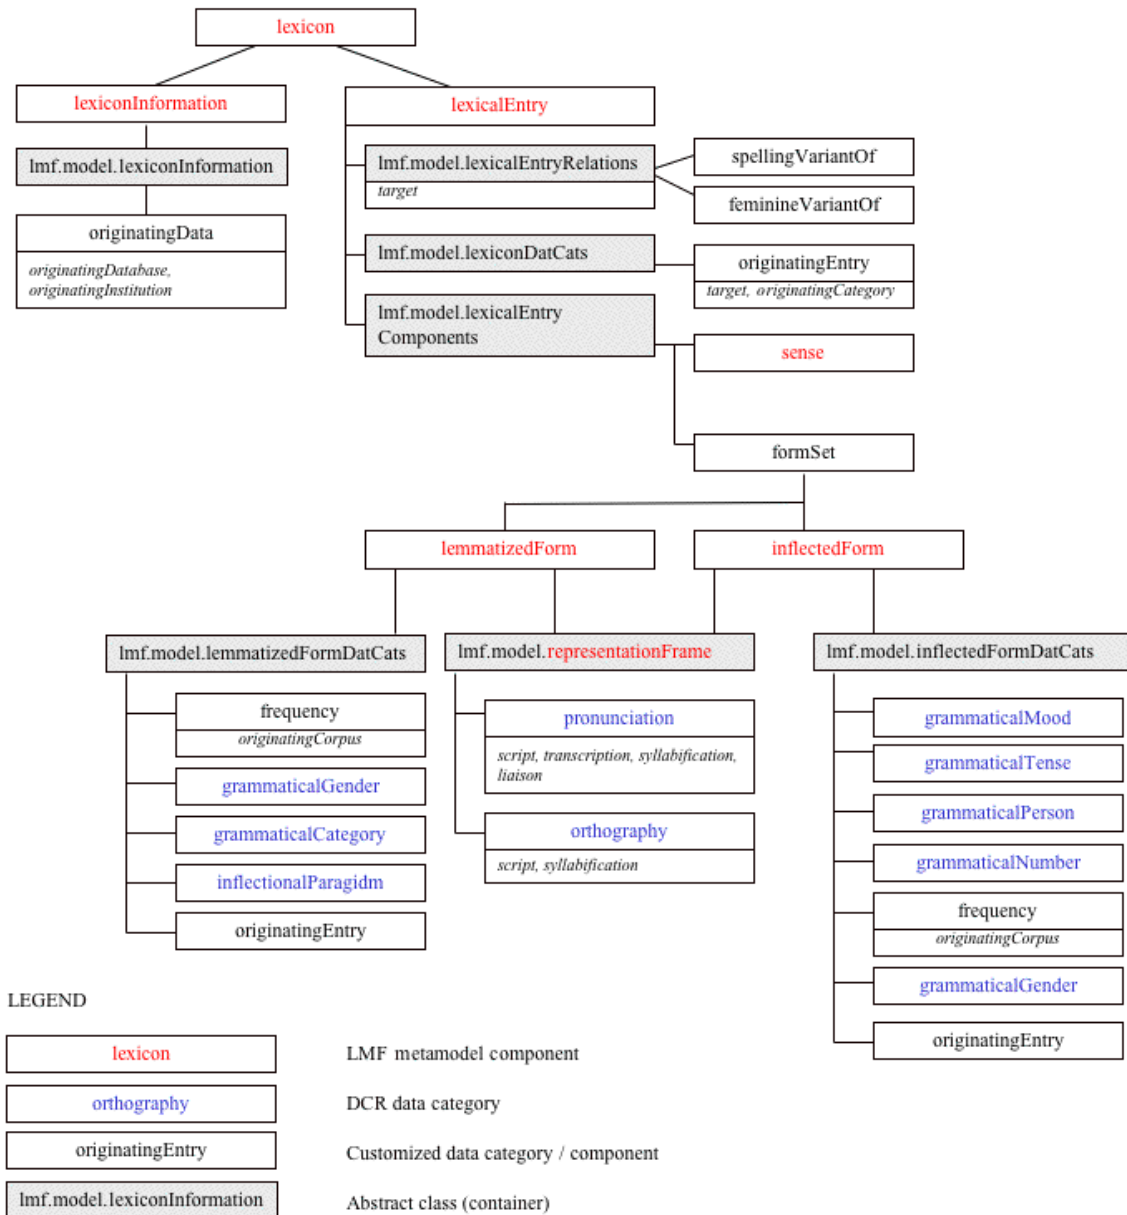 lexicon
lexiconInformation
lexicalEntry
lmf.model.lexiconInformation
originatingData
originatingDatabase,
originatingInstitution
lmf.model.lexicalEntryRelations
target
spellingVariantOf
feminineVariantOf
lmf.model.lexiconDatCats
originatingEntry
target, originatingCategory
lmf.model.lexicalEntry
Components
sense
formSet
lemmatizedForm
inflectedForm
lmf.model.lemmatizedFormDatCats
frequency
originatingCorpus
grammaticalGender
grammaticalCategory
inflectionalParagidm
originatingEntry
lmf.model.representationFrame
pronunciation
script, transcription, syllabification,
liaison
orthography
script, syllabification
lmf.model.inflectedFormDatCats
grammaticalMood
grammaticalTense
grammaticalPerson
grammaticalNumber
frequency
originatingCorpus
grammaticalGender
originatingEntry
LEGEND
lexicon
LMF metamodel component
orthography
DCR data category
originatingEntry
Customized data category / component
lmf.model.lexiconInformation
Abstract class (container)